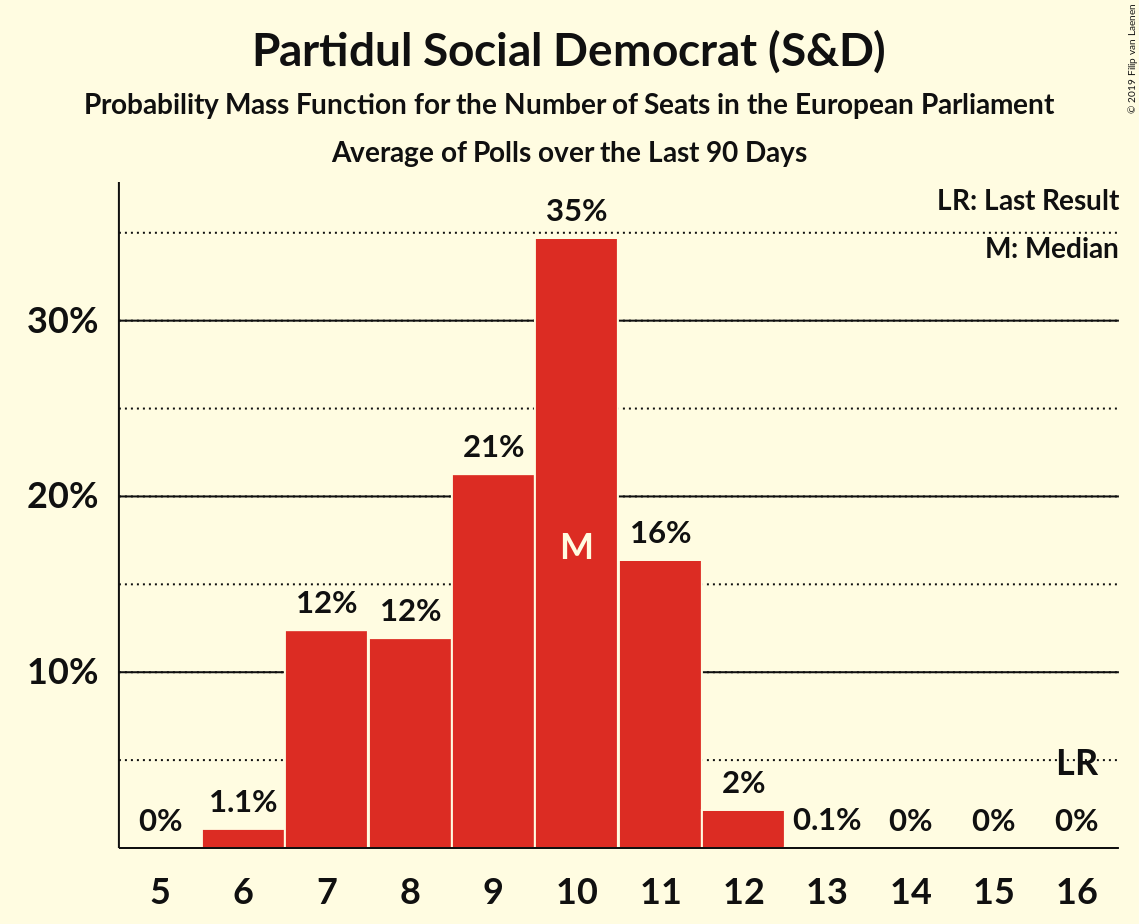 Partidul Social Democrat (S&D)
Probability Mass Function for the Number of Seats in the European Parliament
Average of Polls over the Last 90 Days
© 2019 Filip van Laenen
LR: Last Result
M: Median
35%
30%
21%
20%
16%
M
12%
12%
10%
LR
2%
1.1%
0%
0.1%
0%
0%
0%
5 6 7 8 9 10 11 12 13 14 15 16